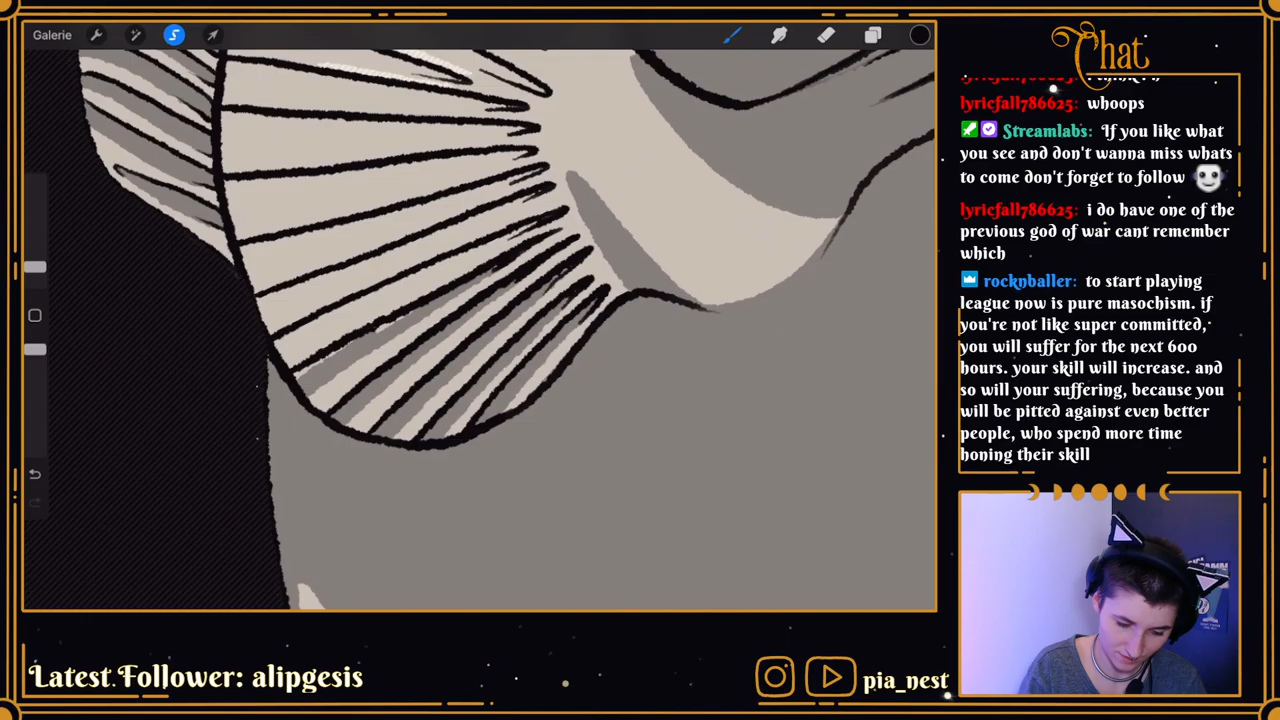 Galerie
Chat
lyricfall786625: whoops
Streamlabs: If you like what
you see and don't wanna miss whats
to come don't forget to follow
lyricfall786625: i do have one of the
previous god of war cant remember
which
rocknballer: to start playing
league now is pure masochism. if
you're not like super committed,
you will suffer for the next 600
hours. your skill will increase. and
so will your suffering, because you
will be pitted against even better
people, who spend more time
honing their skill
Latest Follower: alipgesis
pia_nest